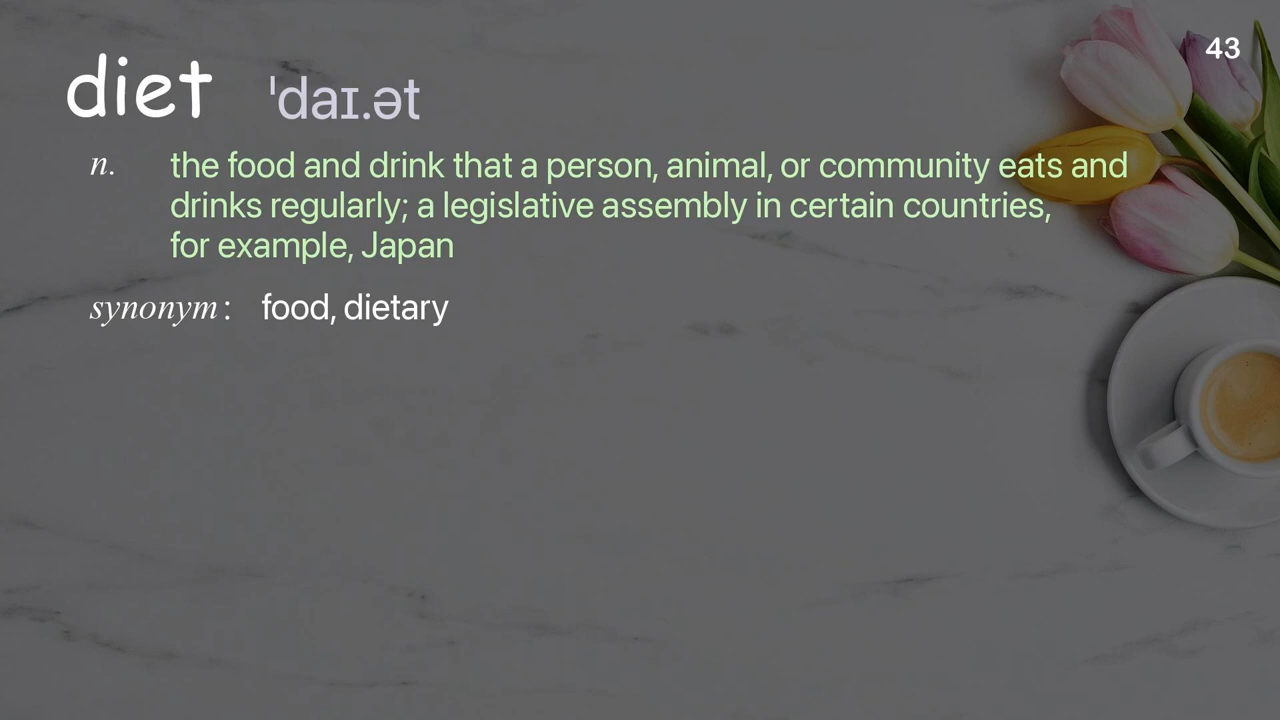 43
diet ˈdaɪ.ət
n. the food and drink that a person, animal, or community eats and
drinks regularly; a legislative assembly in certain countries,
for example, Japan
synonym : food, dietary